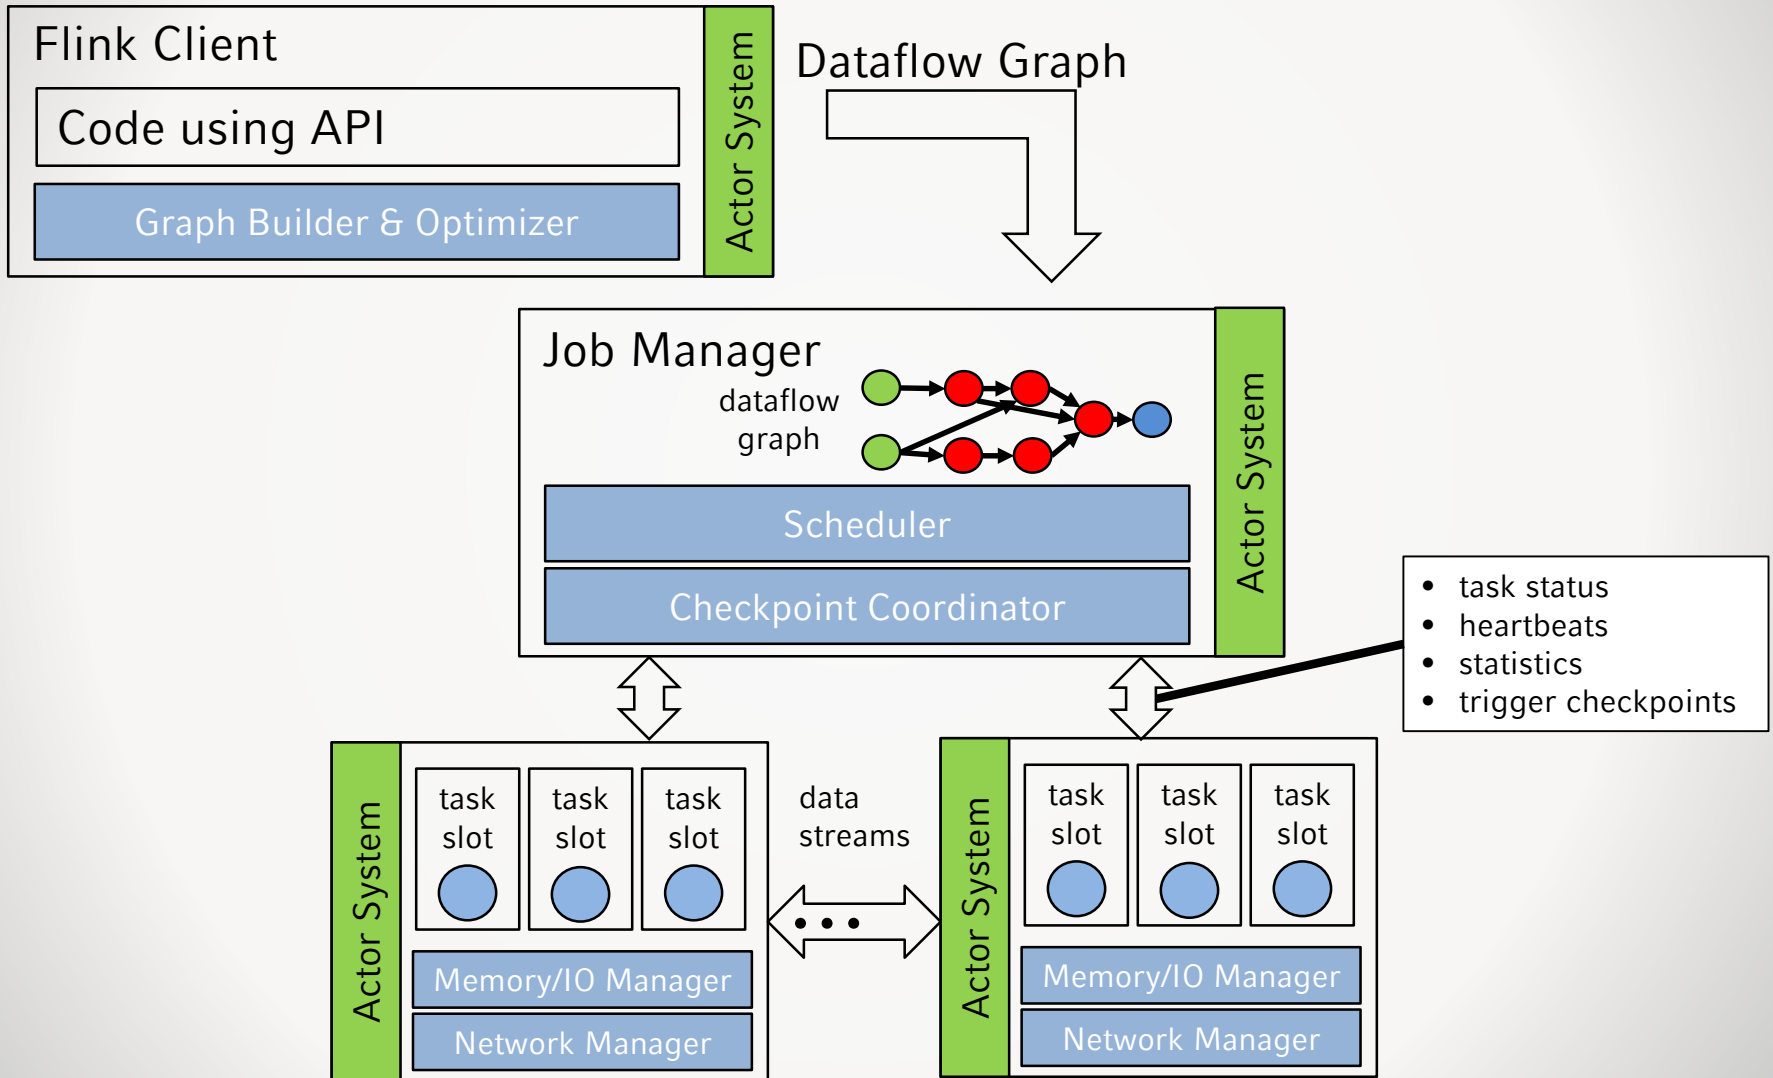 Flink Client
Code using API
Graph Builder & Optimizer
Actor System
Dataflow Graph
Job Manager
dataflow
graph
Scheduler
Checkpoint Coordinator
Actor System
• task status
• heartbeats
• statistics
• trigger checkpoints
Actor System
task
slot
task
slot
task
slot
Memory/IO Manager
Network Manager
data
streams
• • •
Actor System
task
slot
task
slot
task
slot
Memory/IO Manager
Network Manager